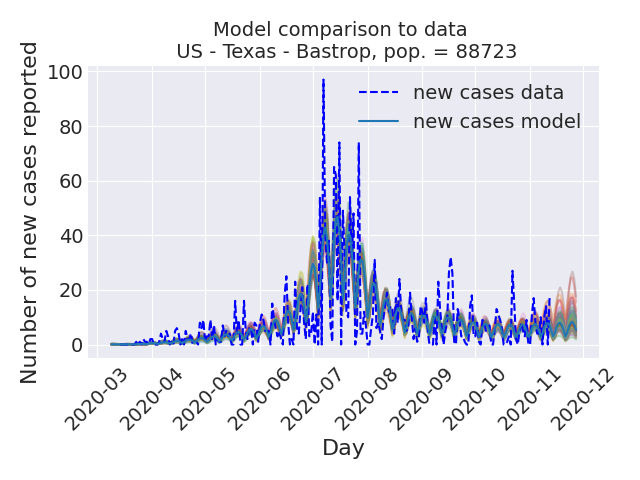 Model comparison to data
US - Texas - Bastrop, pop. = 88723
Number of new cases reported
100
80
60
40
20
0
new cases data
new cases model
2020-03
2020-04
2020-05
2020-06
2020-07
2020-08
2020-09
2020-10
2020-11
2020-12
Day